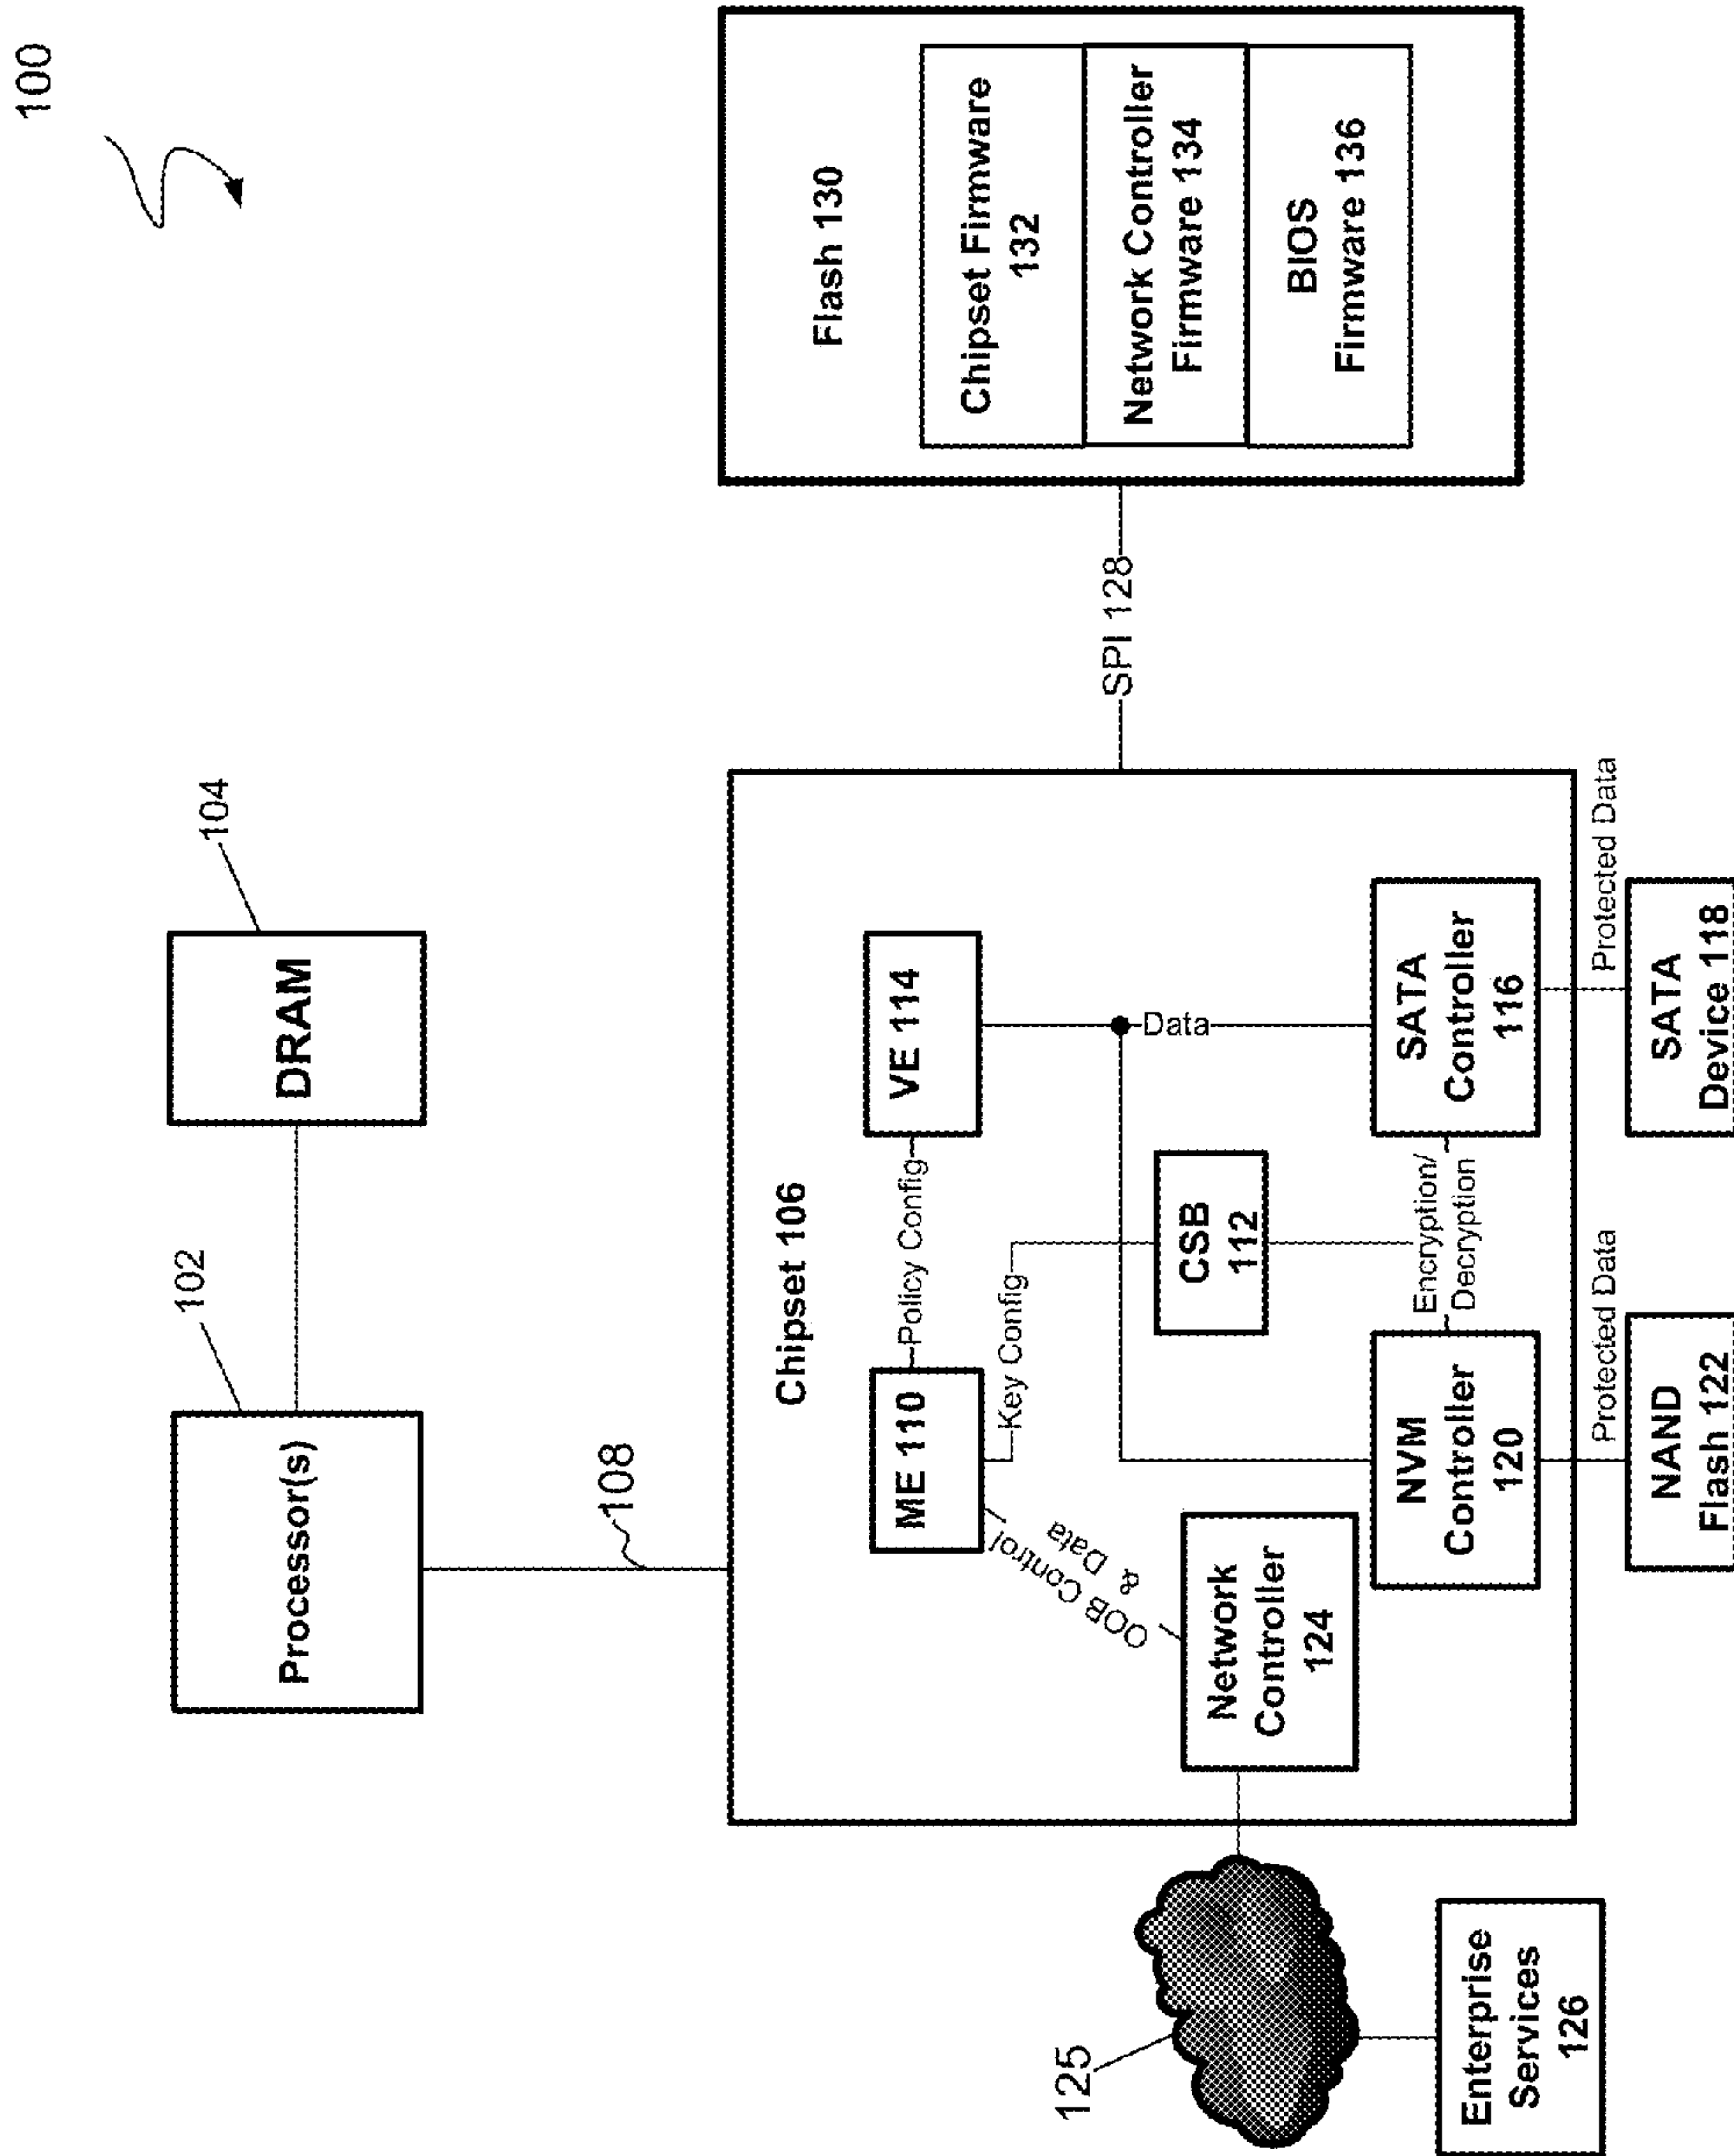 100
102
104
Processor(s)
DRAM
108
Chipset 106
ME 110
Policy Config
VE 114
Key Config
OOB Control
& Data
CSB
112
Data
Network
Controller
124
Encryption/
Decryption
NVM
Controller
120
SATA
Controller
116
Protected Data
Protected Data
NAND
Flash 122
SATA
Device 118
125
Enterprise
Services
126
SPI 128
Flash 130
Chipset Firmware
132
Network Controller
Firmware 134
BIOS
Firmware 136